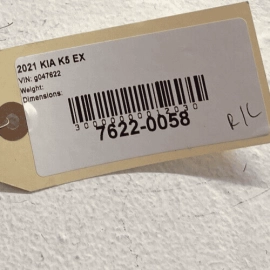 2021 KIA K5 EX
VIN: g047622
Weight:
Dimensions:
7622-0058
R/L